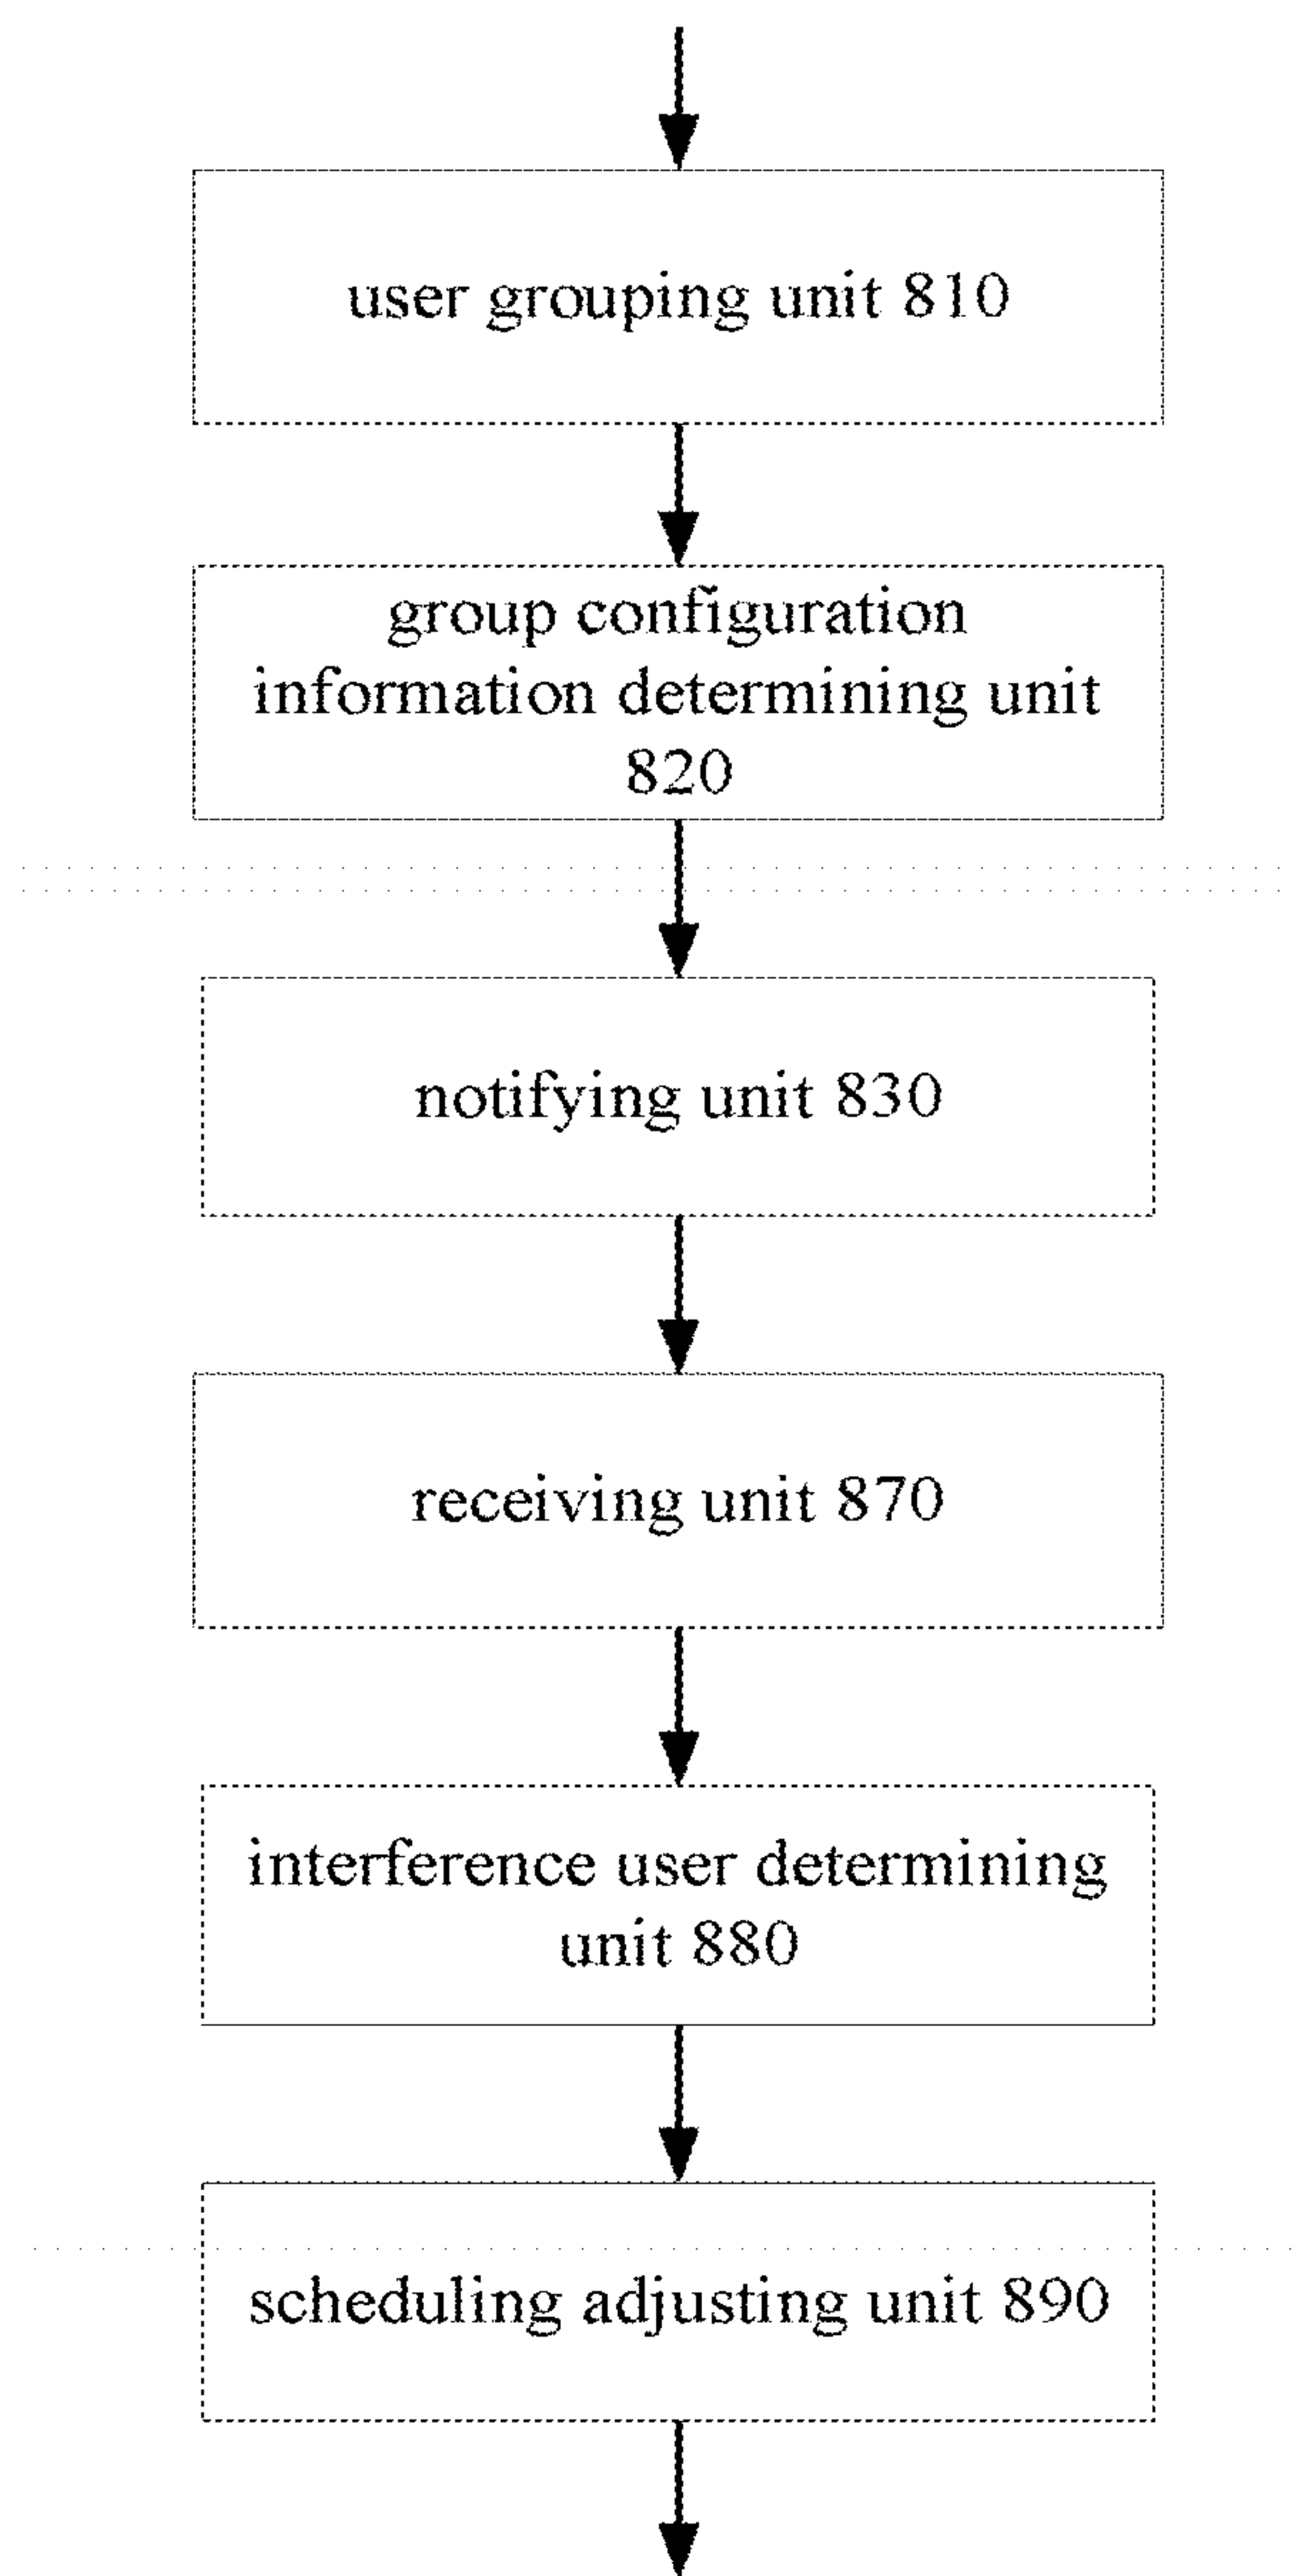 user grouping unit 810
group configuration
information determining unit
820
notifying unit 830
receiving unit 870
interference user determining
unit 880
scheduling adjusting unit 890